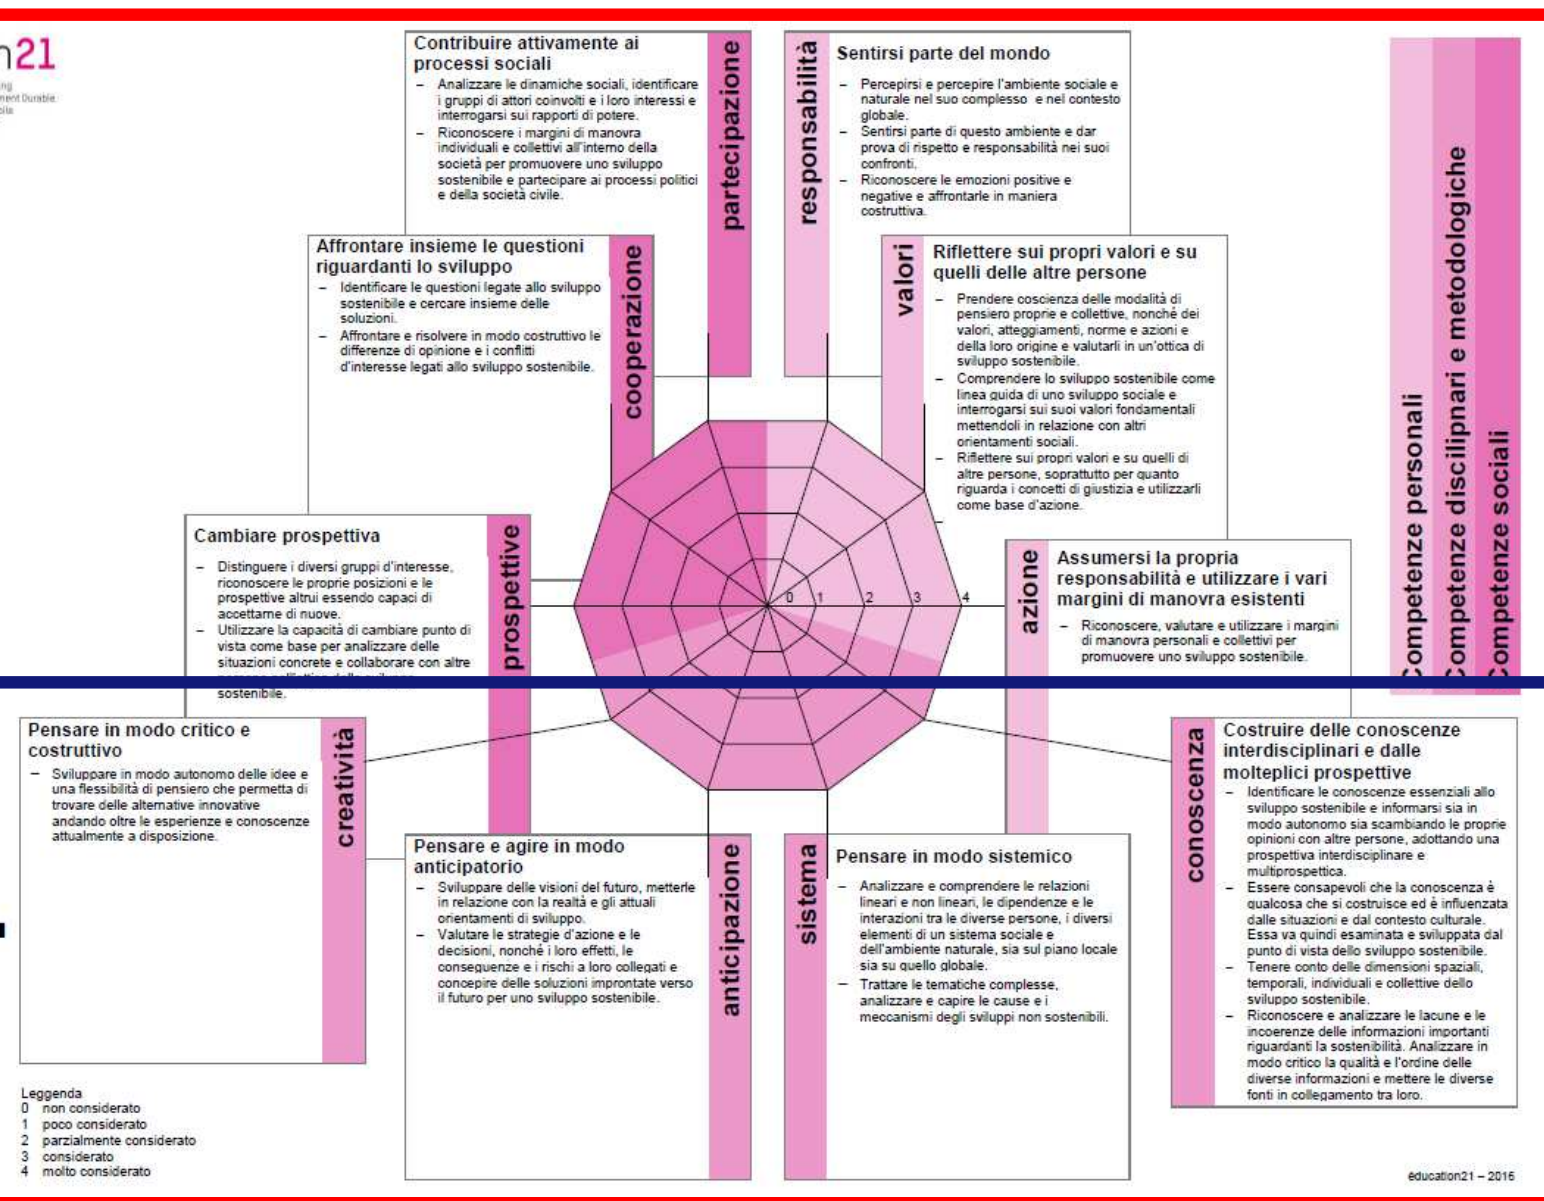 n21
ment Durable
Contribuire attivamente ai
processi sociali
– Analizzare le dinamiche sociali, identificare
i gruppi di attori coinvolti e i loro interessi e
interrogarsi sui rapporti di potere.
– Riconoscere i margini di manovra
individuali e collettivi all'interno della
società per promuovere uno sviluppo
sostenibile e partecipare ai processi politici
e della società civile.
partecipazione
responsabilità
Sentirsi parte del mondo
– Percepirsi e percepire l'ambiente sociale e
naturale nel suo complesso e nel contesto
globale.
– Sentirsi parte di questo ambiente e dar
prova di rispetto e responsabilità nei suoi
confronti.
– Riconoscere le emozioni positive e
negative e affrontarle in maniera
costruttiva.
Affrontare insieme le questioni
riguardanti lo sviluppo
– Identificare le questioni legate allo sviluppo
sostenibile e cercare insieme delle
soluzioni.
– Affrontare e risolvere in modo costruttivo le
differenze di opinione e i conflitti
d'interesse legati allo sviluppo sostenibile.
cooperazione
valori
Riflettere sui propri valori e su
quelli delle altre persone
– Prendere coscienza delle modalità di
pensiero proprie e collettive, nonché dei
valori, atteggiamenti, norme e azioni e
della loro origine e valutarli in un'ottica di
sviluppo sostenibile.
– Comprendere lo sviluppo sostenibile come
linea guida di uno sviluppo sociale e
interrogarsi sui suoi valori fondamentali
mettendoli in relazione con altri
orientamenti sociali.
– Riflettere sui propri valori e su quelli di
altre persone, soprattutto per quanto
riguarda i concetti di giustizia e utilizzarli
come base d'azione.
–
Competenze personali
Competenze discilipnari e metodologiche
Competenze sociali
Cambiare prospettiva
– Distinguere i diversi gruppi d'interesse,
riconoscere le proprie posizioni e le
prospettive altrui essendo capaci di
accettarne di nuove.
– Utilizzare la capacità di cambiare punto di
vista come base per analizzare delle
situazioni concrete e collaborare con altre
sostenibile.
prospettive
0 1 2 3 4
azione
Assumersi la propria
responsabilità e utilizzare i vari
margini di manovra esistenti
– Riconoscere, valutare e utilizzare i margini
di manovra personali e collettivi per
promuovere uno sviluppo sostenibile.
Pensare in modo critico e
costruttivo
– Sviluppare in modo autonomo delle idee e
una flessibilità di pensiero che permetta di
trovare delle alternative innovative
andando oltre le esperienze e conoscenze
attualmente a disposizione.
creatività
Pensare e agire in modo
anticipatorio
– Sviluppare delle visioni del futuro, metterle
in relazione con la realtà e gli attuali
orientamenti di sviluppo.
– Valutare le strategie d'azione e le
decisioni, nonché i loro effetti, le
conseguenze e i rischi a loro collegati e
concepire delle soluzioni improntate verso
il futuro per uno sviluppo sostenibile.
anticipazione
sistema
Pensare in modo sistemico
– Analizzare e comprendere le relazioni
lineari e non lineari, le dipendenze e le
interazioni tra le diverse persone, i diversi
elementi di un sistema sociale e
dell'ambiente naturale, sia sul piano locale
sia su quello globale.
– Trattare le tematiche complesse,
analizzare e capire le cause e i
meccanismi degli sviluppi non sostenibili.
conoscenza
Costruire delle conoscenze
interdisciplinari e dalle
molteplici prospettive
– Identificare le conoscenze essenziali allo
sviluppo sostenibile e informarsi sia in
modo autonomo sia scambiando le proprie
opinioni con altre persone, adottando una
prospettiva interdisciplinare e
multiprospettica.
– Essere consapevoli che la conoscenza è
qualcosa che si costruisce ed è influenzata
dalle situazioni e dal contesto culturale.
Essa va quindi esaminata e sviluppata dal
punto di vista dello sviluppo sostenibile.
– Tenere conto delle dimensioni spaziali,
temporali, individuali e collettive dello
sviluppo sostenibile.
– Riconoscere e analizzare le lacune e le
incoerenze delle informazioni importanti
riguardanti la sostenibilità. Analizzare in
modo critico la qualità e l'ordine delle
diverse informazioni e mettere le diverse
fonti in collegamento tra loro.
Leggenda
0 non considerato
1 poco considerato
2 parzialmente considerato
3 considerato
4 molto considerato
éducation21 – 2016